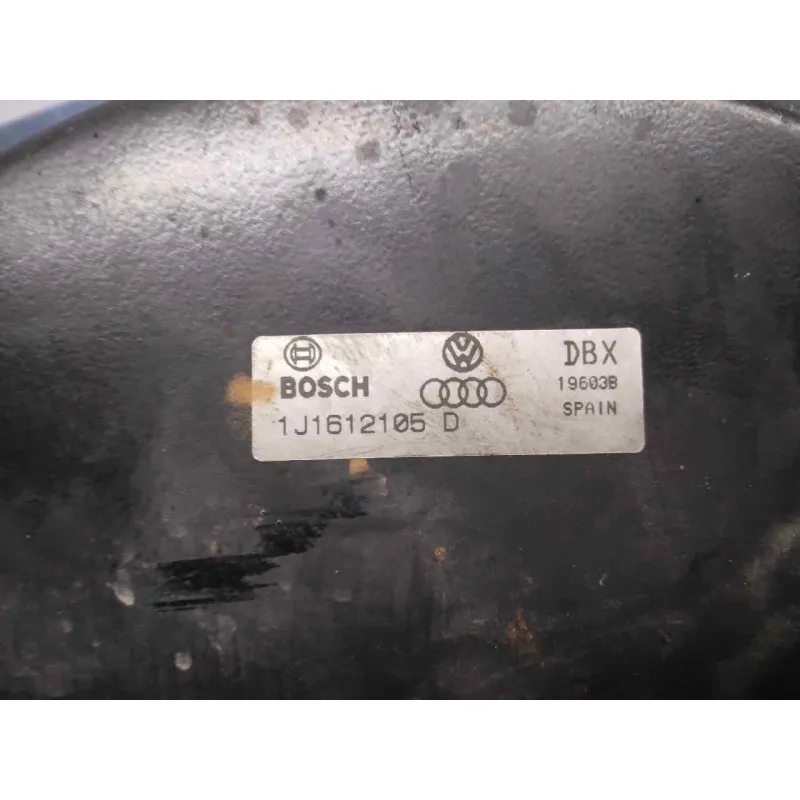 BOSCH
1J1612105 D
DBX
19603B
SPAIN